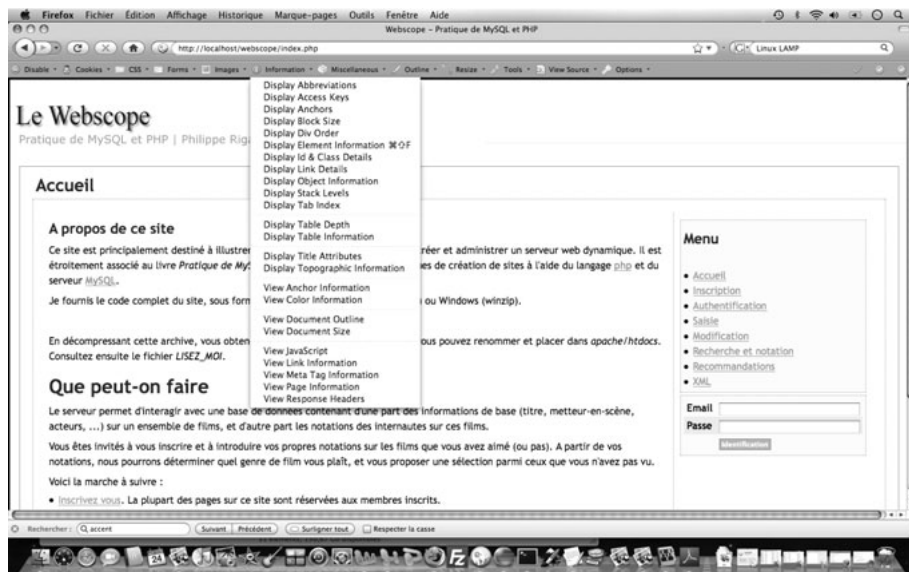 Firefox Fichier Edition Affichage Historique Marque-pages Outils Fenêtre Aide
Webscope – Pratique de MySQL et PHP
http://localhost/webscope/index.php
Linux LAMP
Disable Cookies CSS Forms Images Information Miscellaneous Outline Resize Tools View Source Options
Display Abbreviations
Display Access Keys
Display Anchors
Display Block Size
Display Div Order
Display Element Information ⌘⇧F
Display Id & Class Details
Display Link Details
Display Object Information
Display Stack Levels
Display Tab Index
Display Table Depth
Display Table Information
Display Title Attributes
Display Topographic Information
View Anchor Information
View Color Information
View Document Outline
View Document Size
View JavaScript
View Link Information
View Meta Tag Information
View Page Information
View Response Headers
Le Webscope
Pratique de MySQL et PHP | Philippe Riga
Accueil
A propos de ce site
Ce site est principalement destiné à illustrer réer et administrer un serveur web dynamique. Il est
étroitement associé au livre Pratique de My es de création de sites à l'aide du langage php et du
serveur MySQL.
Je fournis le code complet du site, sous form ou Windows (winzip).
En décompressant cette archive, vous obten ous pouvez renommer et placer dans apache/htdocs.
Consultez ensuite le fichier LISEZ_MOI.
Que peut-on faire
Le serveur permet d'interagir avec une base de données contenant d'une part des informations de base (titre, metteur-en-scène,
acteurs, ...) sur un ensemble de films, et d'autre part les notations des internautes sur ces films.
Vous êtes invités à vous inscrire et à introduire vos propres notations sur les films que vous avez aimé (ou pas). A partir de vos
notations, nous pourrons déterminer quel genre de film vous plaît, et vous proposer une sélection parmi ceux que vous n'avez pas vu.
Voici la marche à suivre :
• Inscrivez vous. La plupart des pages sur ce site sont réservées aux membres inscrits.
Menu
• Accueil
• Inscription
• Authentification
• Saisie
• Modification
• Recherche et notation
• Recommandations
• XML
Email
Passe
Identification
Rechercher : accent Suivant Précédent Surligner tout Respecter la casse